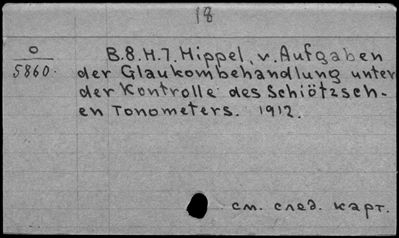 18
О
5860.
В.8.Н.7. Hippel, v. Aufgaben
der Glaukombehandlung unter
der Kontrolle des Schiötzsch-
en Tonometers. 1912.
см. след. карт.